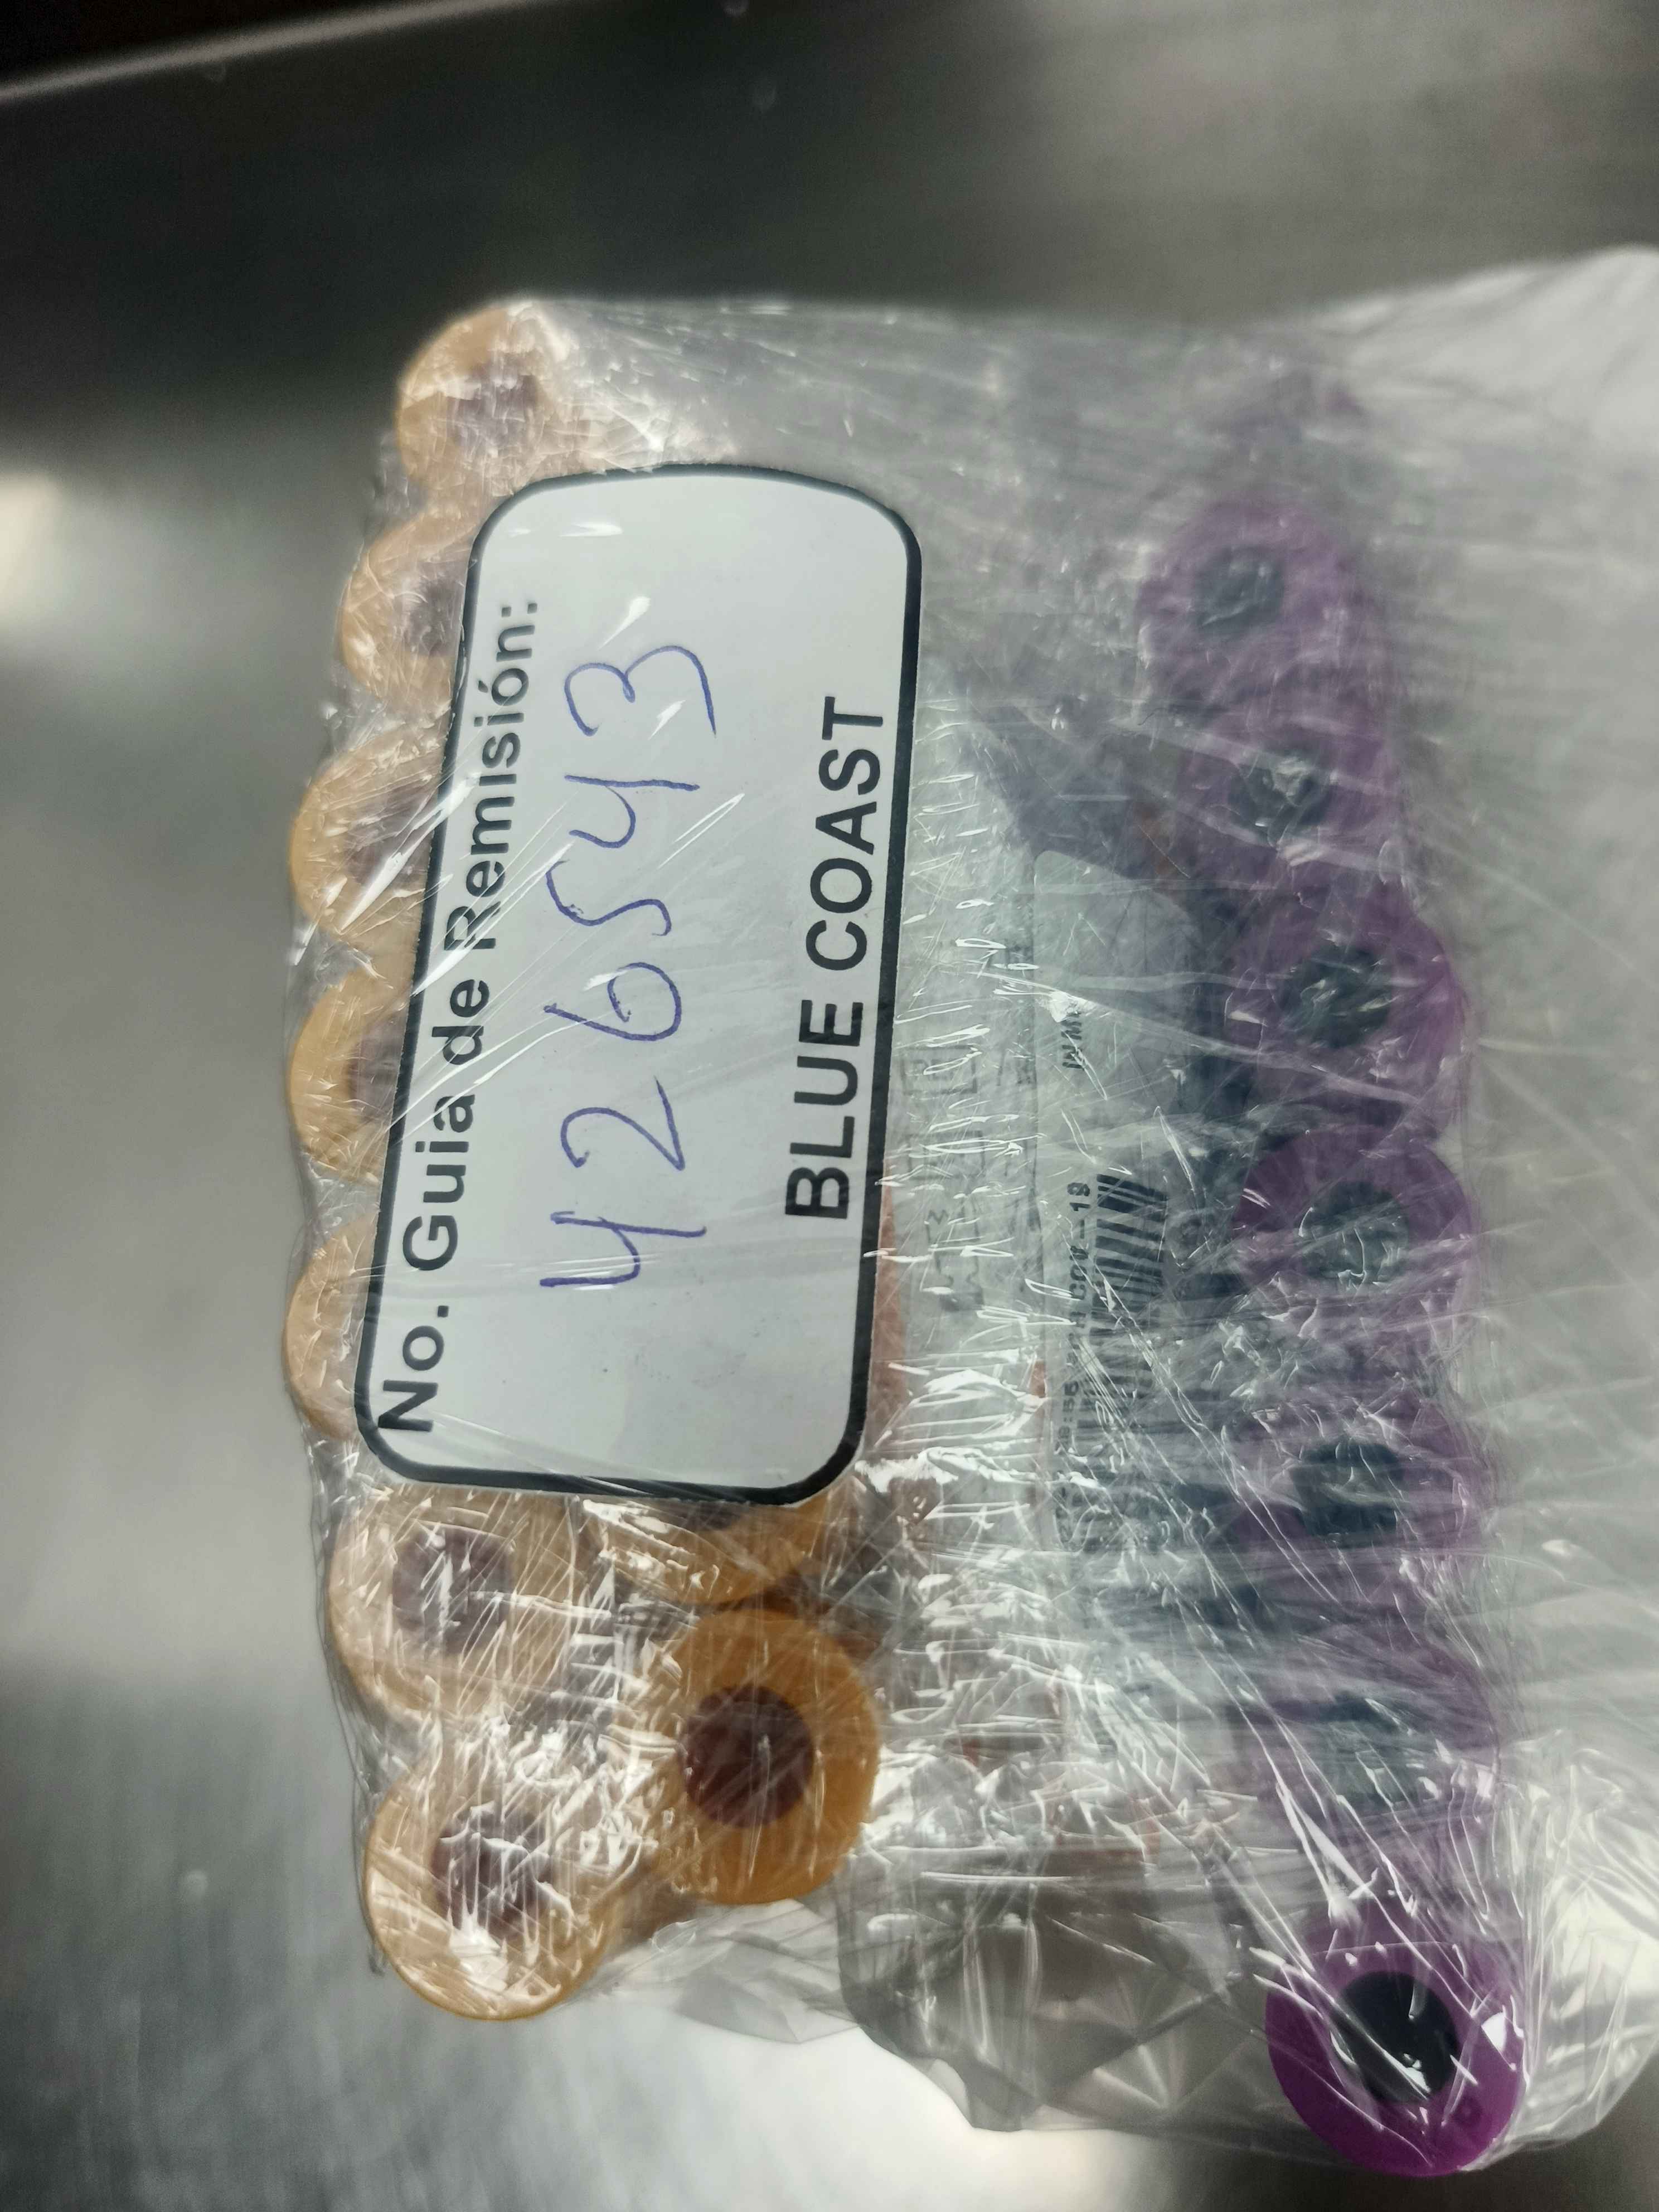 No. Guia de Remisión:
426543
BLUE COAST